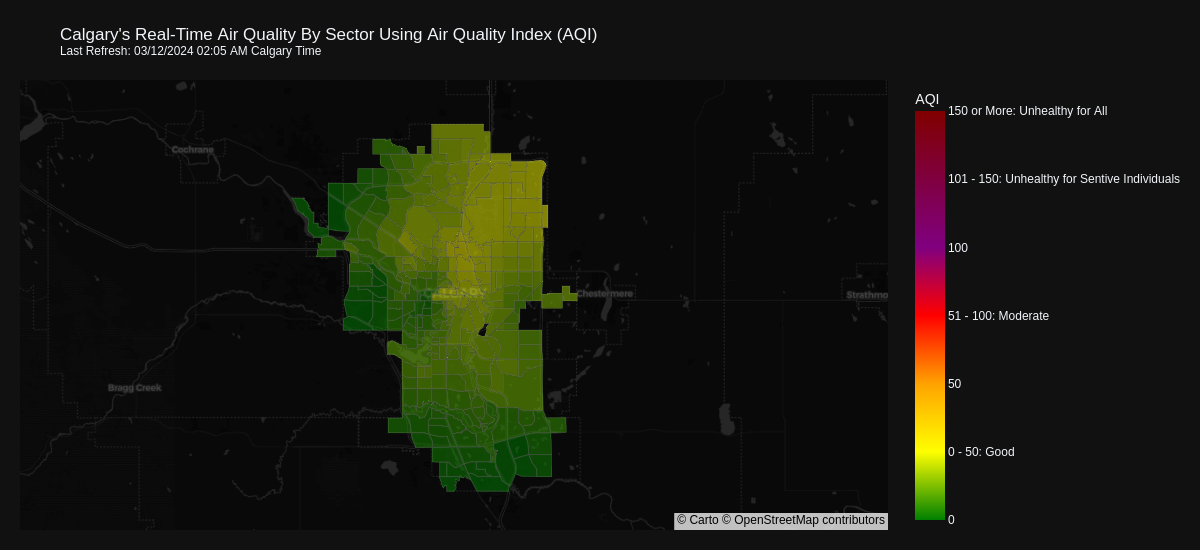 Calgary's Real-Time Air Quality By Sector Using Air Quality Index (AQI)
Last Refresh: 03/12/2024 02:05 AM Calgary Time
AQI
150 or More: Unhealthy for All
101 - 150: Unhealthy for Sentive Individuals
100
51 - 100: Moderate
50
0 - 50: Good
0
Cochrane
Chestermere
Strathmo
Bragg Creek
© Carto © OpenStreetMap contributors